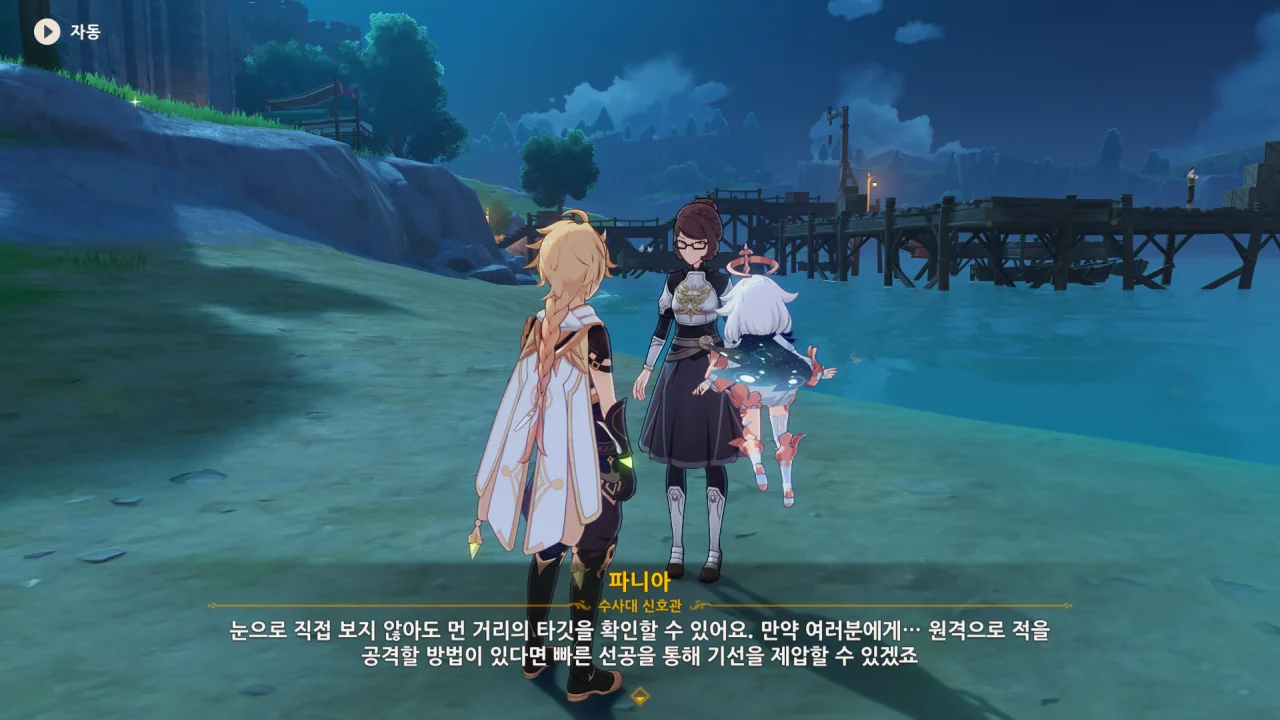 자동
파니아
수사대 신호관
눈으로 직접 보지 않아도 먼 거리의 타깃을 확인할 수 있어요. 만약 여러분에게… 원격으로 적을
공격할 방법이 있다면 빠른 선공을 통해 기선을 제압할 수 있겠죠